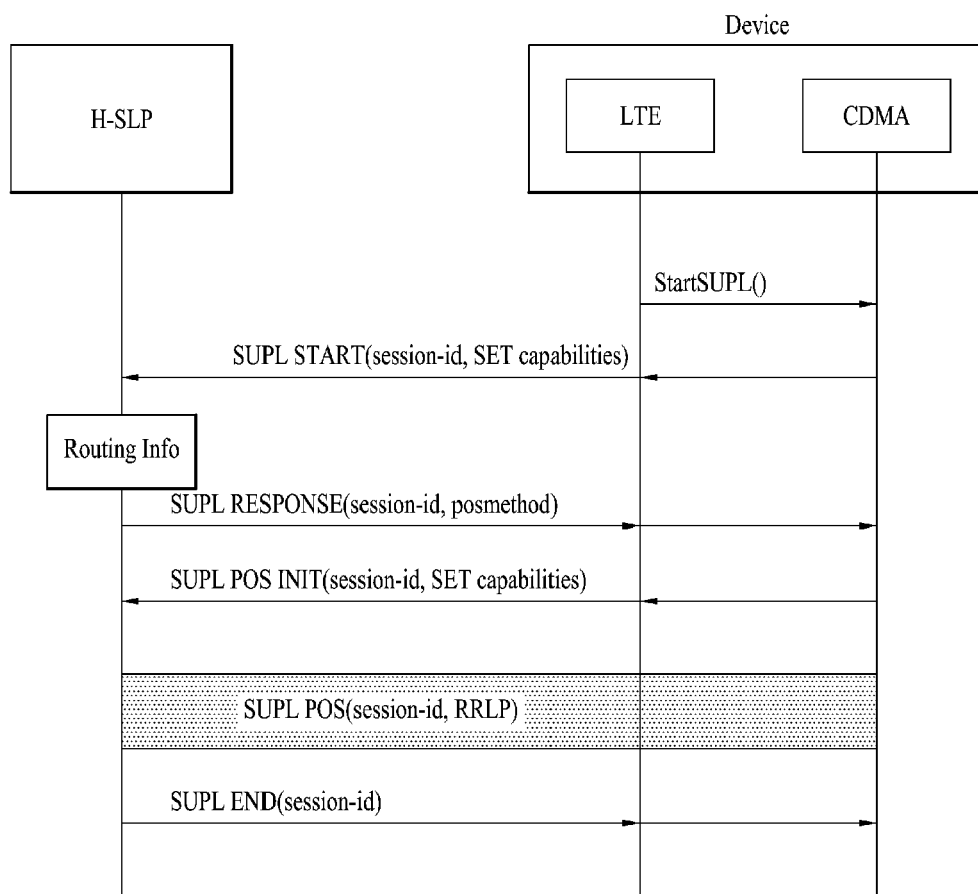 Device
H-SLP
LTE
CDMA
StartSUPL()
SUPL START(session-id, SET capabilities)
Routing Info
SUPL RESPONSE(session-id, posmethod)
SUPL POS INIT(session-id, SET capabilities)
SUPL POS(session-id, RRLP)
SUPL END(session-id)